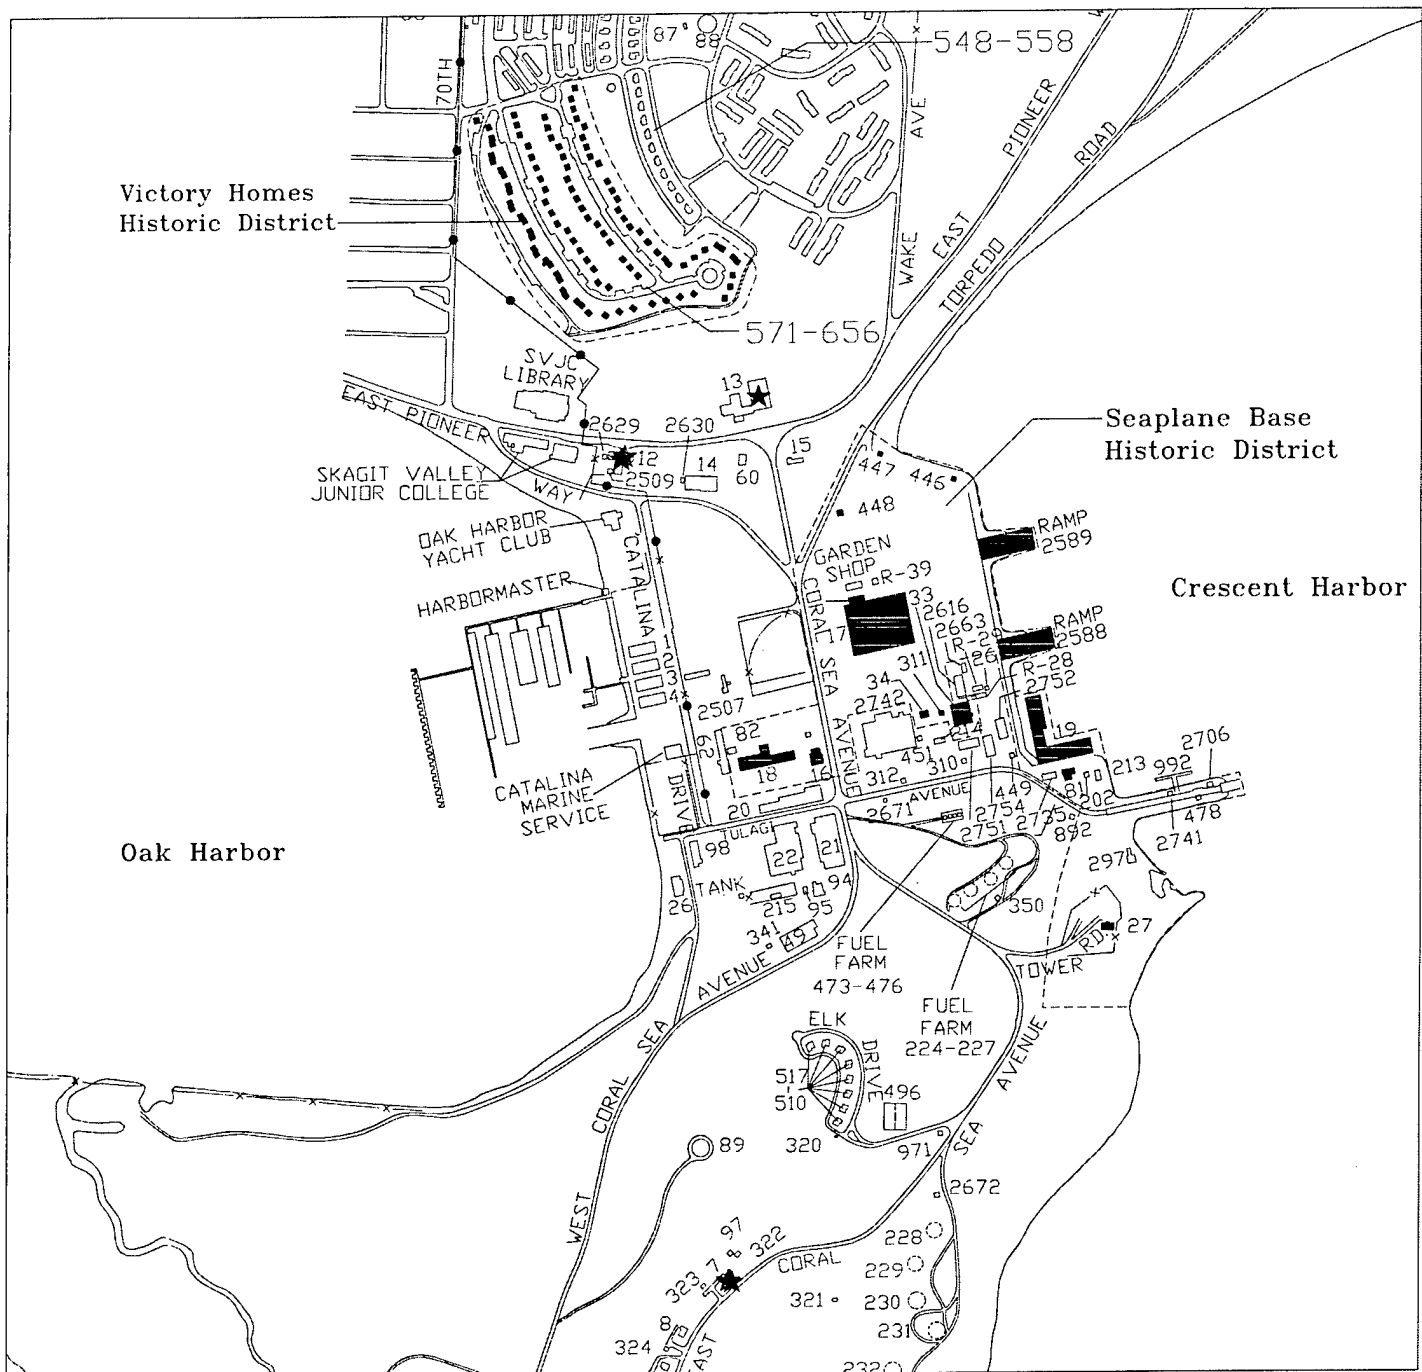 87
88
548-558
70TH
AVE
PIONEER
ROAD
Victory Homes
Historic District
WAKE
EAST
TORPEDO
571-656
SVJC
LIBRARY
13
EAST PIONEER
2629
2630
15
Seaplane Base
Historic District
12
14
60
447
446
SKAGIT VALLEY
JUNIOR COLLEGE
WAY
2509
448
RAMP
2589
OAK HARBOR
YACHT CLUB
GARDEN
SHOP
R-39
HARBORMASTER
CATALINA
CORAL SEA AVENUE
33
2616
2663
Crescent Harbor
17
RAMP
2588
R-29
26
R-28
2752
1
2
3
4
311
34
2742
2507
62
82
214
19
451
18
16
310
312
2706
992
213
449
81
202
CATALINA
MARINE
SERVICE
DRIVE
20
AVENUE
2671
2754
2751
2735
892
478
2741
TULAGI
Oak Harbor
98
22
21
297
TANK
94
26
215
95
350
341
49
27
FUEL
FARM
473-476
TOWER
RD.
AVENUE
FUEL
FARM
224-227
ELK
DRIVE
AVENUE
SEA
CORAL
517
-
510
496
320
971
SEA
89
2672
WEST
97
322
228
CORAL
7
323
229
321
230
8
231
324
EAST
232